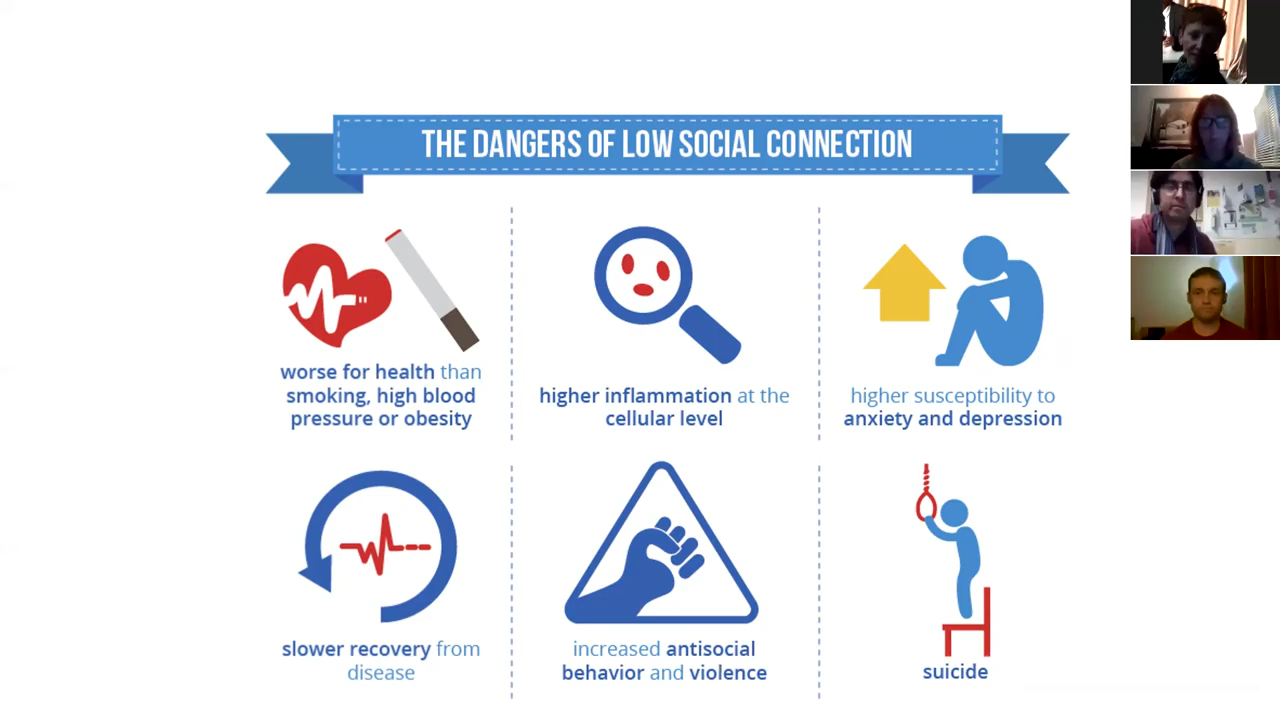 THE DANGERS OF LOW SOCIAL CONNECTION
worse for health than
smoking, high blood
pressure or obesity
higher inflammation at the
cellular level
higher susceptibility to
anxiety and depression
slower recovery from
disease
increased antisocial
behavior and violence
suicide